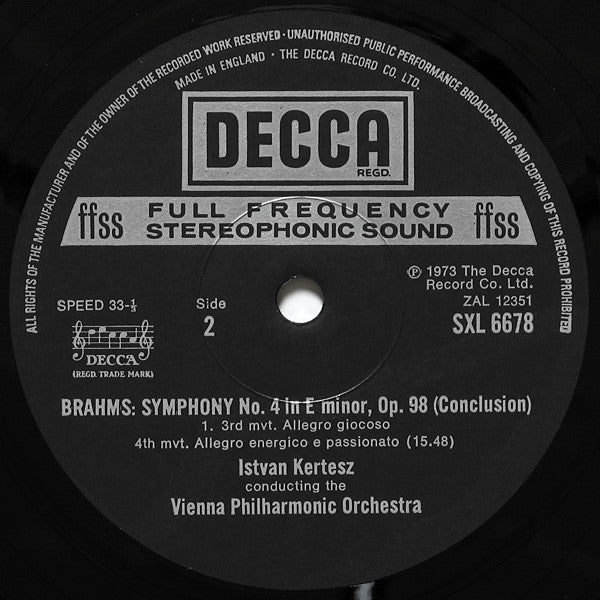 ALL RIGHTS OF THE MANUFACTURER AND OF THE OWNER OF THE RECORDED WORK RESERVED · UNAUTHORISED PUBLIC PERFORMANCE BROADCASTING AND COPYING OF THIS RECORD PROHIBITED
MADE IN ENGLAND · THE DECCA RECORD CO. LTD.
DECCA
REGD.
ffss FULL FREQUENCY STEREOPHONIC SOUND ffss
℗ 1973 The Decca
Record Co. Ltd.
SPEED 33-⅓
Side
2
ZAL 12351
SXL 6678
DECCA
(REGD. TRADE MARK)
BRAHMS: SYMPHONY No. 4 in E minor, Op. 98 (Conclusion)
1. 3rd mvt. Allegro giocoso
4th mvt. Allegro energico e passionato (15.48)
Istvan Kertesz
conducting the
Vienna Philharmonic Orchestra